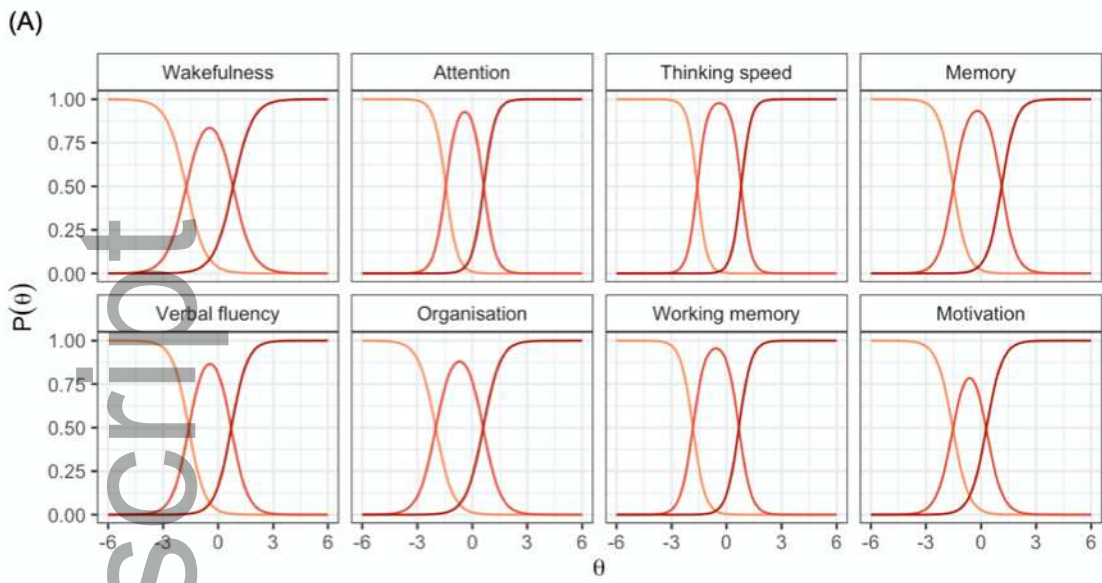 (A)
Wakefulness Attention Thinking speed Memory
1.00
0.75
0.50
0.25
0.00
P(θ)
Verbal fluency Organisation Working memory Motivation
1.00
0.75
0.50
0.25
0.00
-6 -3 0 3 6 -6 -3 0 3 6 -6 -3 0 3 6 -6 -3 0 3 6
θ
script